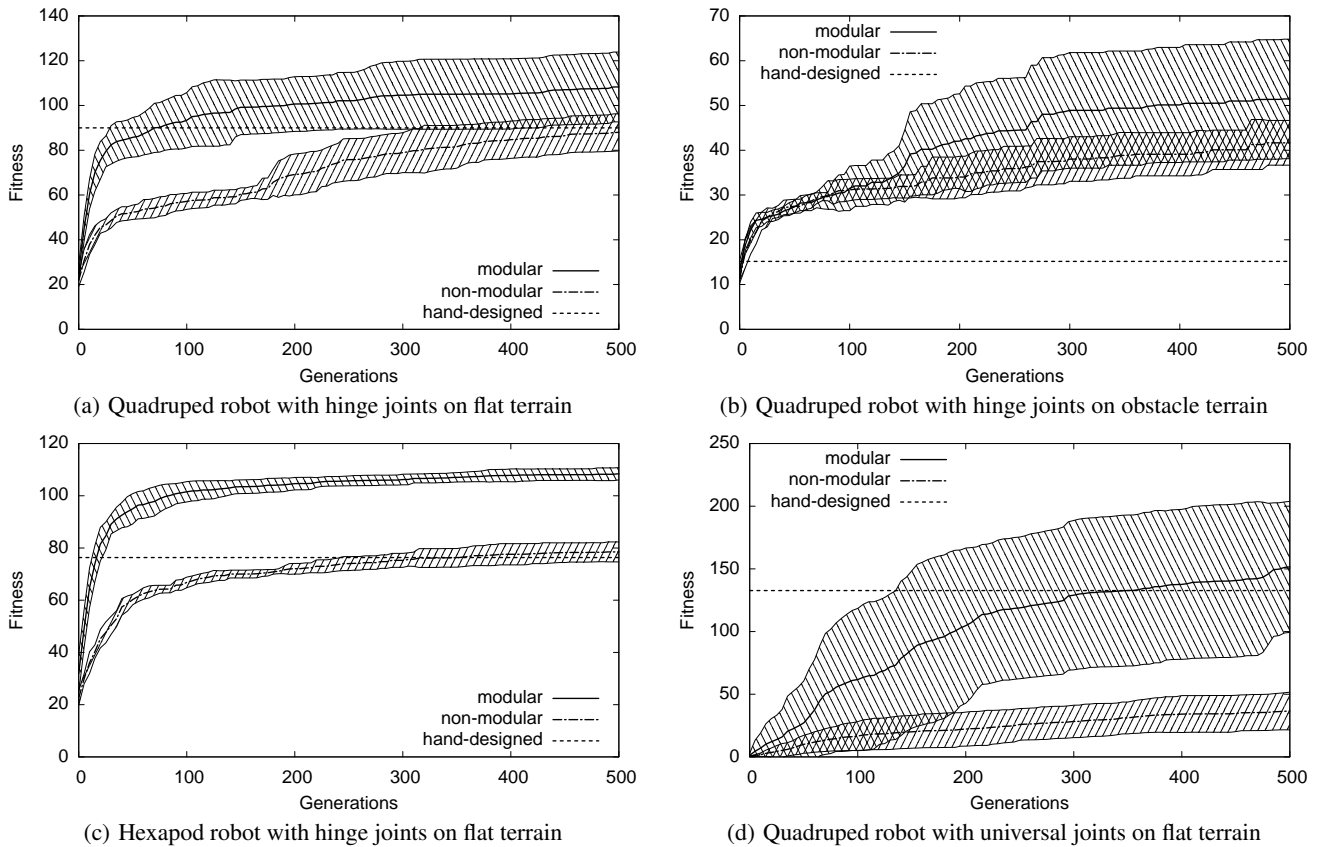 140
120
100
80
60
40
20
0
Fitness
modular
non-modular
hand-designed
0 100 200 300 400 500
Generations
(a) Quadruped robot with hinge joints on flat terrain
70
60
50
40
30
20
10
0
Fitness
modular
non-modular
hand-designed
0 100 200 300 400 500
Generations
(b) Quadruped robot with hinge joints on obstacle terrain
120
100
80
60
40
20
0
Fitness
modular
non-modular
hand-designed
0 100 200 300 400 500
Generations
(c) Hexapod robot with hinge joints on flat terrain
250
200
150
100
50
0
Fitness
modular
non-modular
hand-designed
0 100 200 300 400 500
Generations
(d) Quadruped robot with universal joints on flat terrain